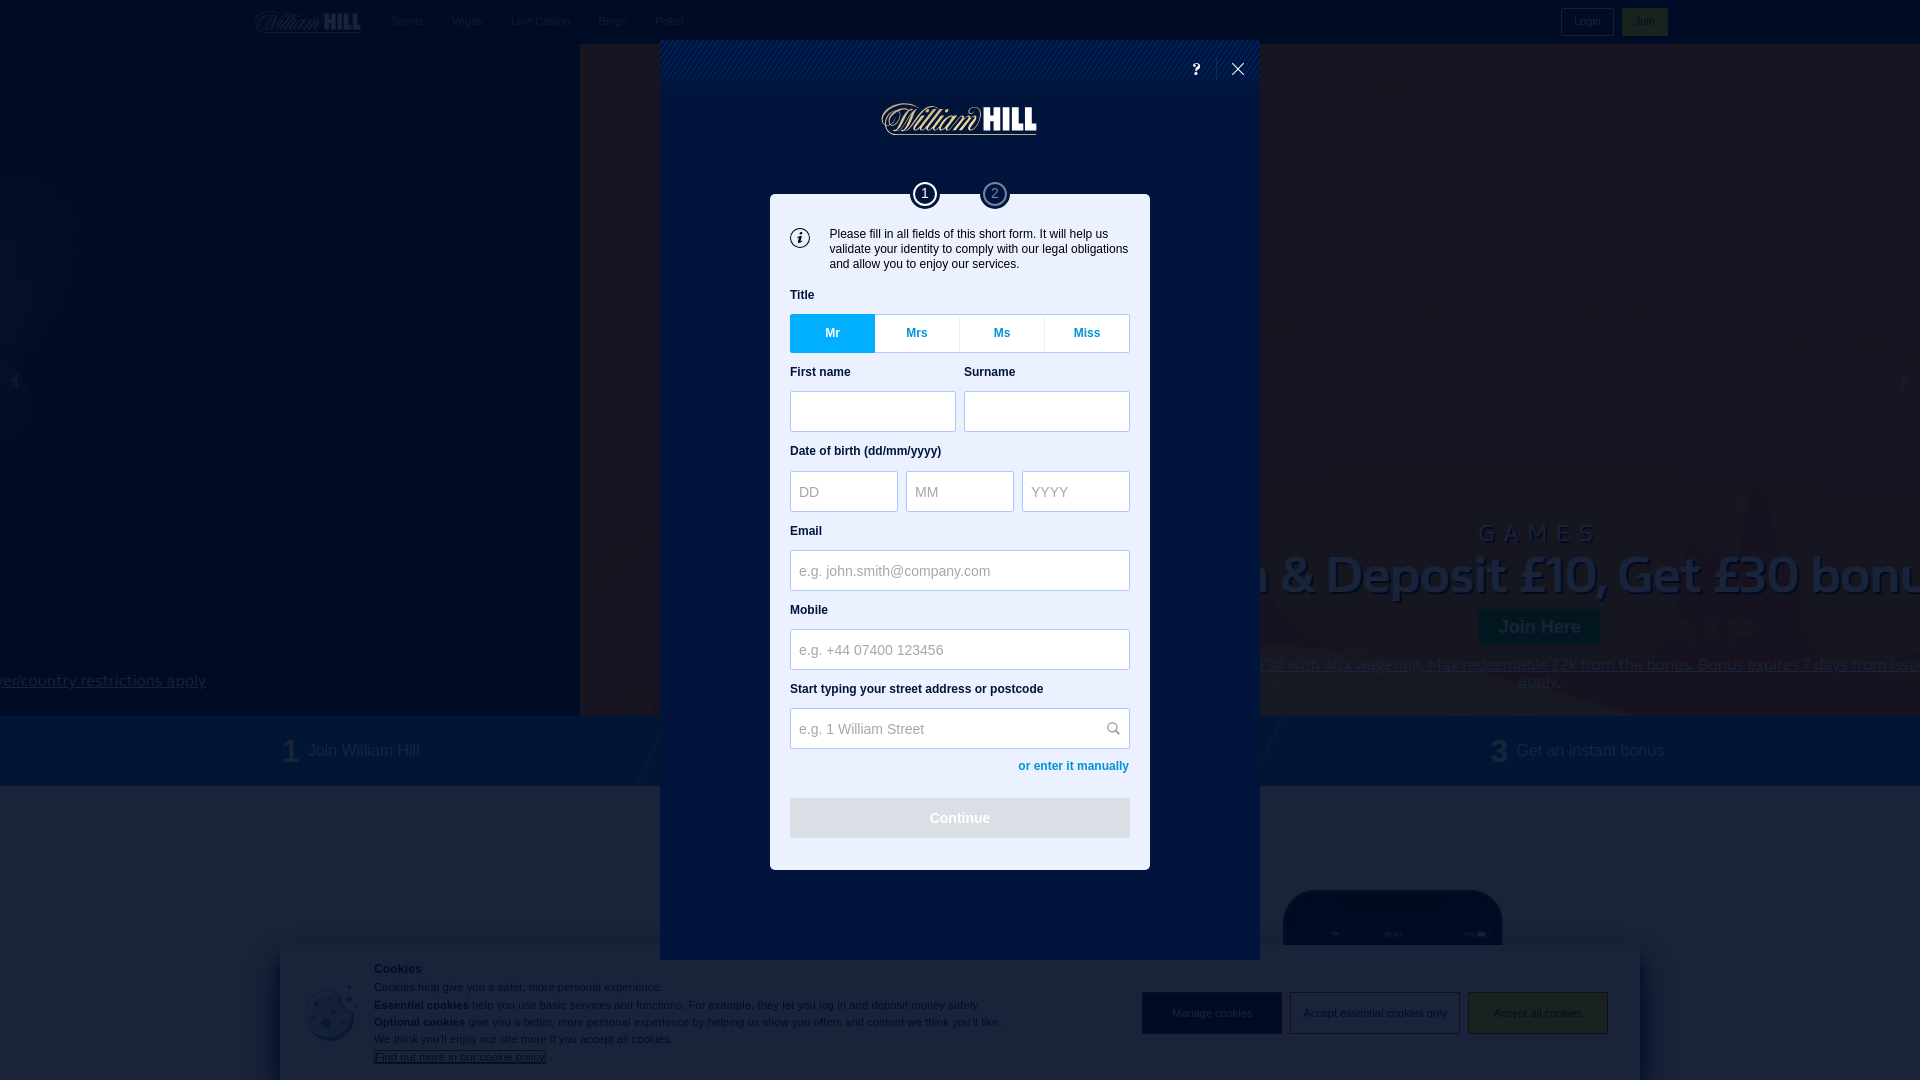 William HILL
Sports
Vegas
Live Casino
Bingo
Poker
Login
Join
?
William HILL
1
2
Please fill in all fields of this short form. It will help us
validate your identity to comply with our legal obligations
and allow you to enjoy our services.
Title
Mr
Mrs
Ms
Miss
First name
Surname
Date of birth (dd/mm/yyyy)
DD
MM
YYYY
Email
e.g. john.smith@company.com
Mobile
e.g. +44 07400 123456
Start typing your street address or postcode
e.g. 1 William Street
or enter it manually
Continue
GAMES
& Deposit £10, Get £30 bonu
Join Here
£30 with 40x wagering. Max redeemable £2k from the bonus. Bonus expires 7 days from issu
apply.
yer/country restrictions apply
1 Join William Hill
3 Get an instant bonus
Cookies
Cookies help give you a safer, more personal experience.
Essential cookies help you use basic services and functions. For example, they let you log in and deposit money safely.
Optional cookies give you a better, more personal experience by helping us show you offers and content we think you'll like.
We think you'll enjoy our site more if you accept all cookies.
Find out more in our cookie policy
Manage cookies
Accept essential cookies only
Accept all cookies